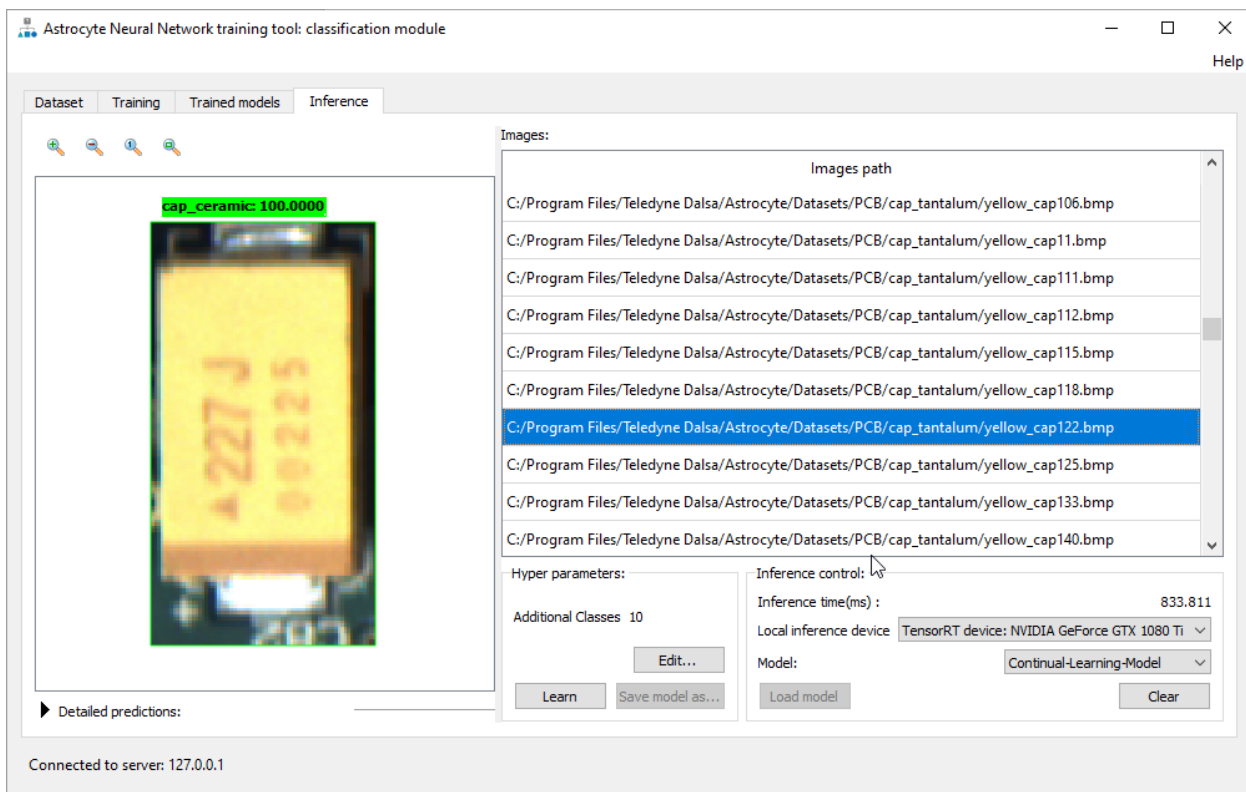 Astrocyte Neural Network training tool: classification module
Help
Dataset Training Trained models Inference
Images:
Images path
cap_ceramic: 100.0000
C:/Program Files/Teledyne Dalsa/Astrocyte/Datasets/PCB/cap_tantalum/yellow_cap106.bmp
C:/Program Files/Teledyne Dalsa/Astrocyte/Datasets/PCB/cap_tantalum/yellow_cap11.bmp
C:/Program Files/Teledyne Dalsa/Astrocyte/Datasets/PCB/cap_tantalum/yellow_cap111.bmp
C:/Program Files/Teledyne Dalsa/Astrocyte/Datasets/PCB/cap_tantalum/yellow_cap112.bmp
C:/Program Files/Teledyne Dalsa/Astrocyte/Datasets/PCB/cap_tantalum/yellow_cap115.bmp
C:/Program Files/Teledyne Dalsa/Astrocyte/Datasets/PCB/cap_tantalum/yellow_cap118.bmp
C:/Program Files/Teledyne Dalsa/Astrocyte/Datasets/PCB/cap_tantalum/yellow_cap122.bmp
C:/Program Files/Teledyne Dalsa/Astrocyte/Datasets/PCB/cap_tantalum/yellow_cap125.bmp
C:/Program Files/Teledyne Dalsa/Astrocyte/Datasets/PCB/cap_tantalum/yellow_cap133.bmp
C:/Program Files/Teledyne Dalsa/Astrocyte/Datasets/PCB/cap_tantalum/yellow_cap140.bmp
227J
00225
Hyper parameters:
Additional Classes 10
Edit...
Learn Save model as...
Inference control:
Inference time(ms) : 833.811
Local inference device TensorRT device: NVIDIA GeForce GTX 1080 Ti
Model: Continual-Learning-Model
Load model Clear
Detailed predictions:
Connected to server: 127.0.0.1